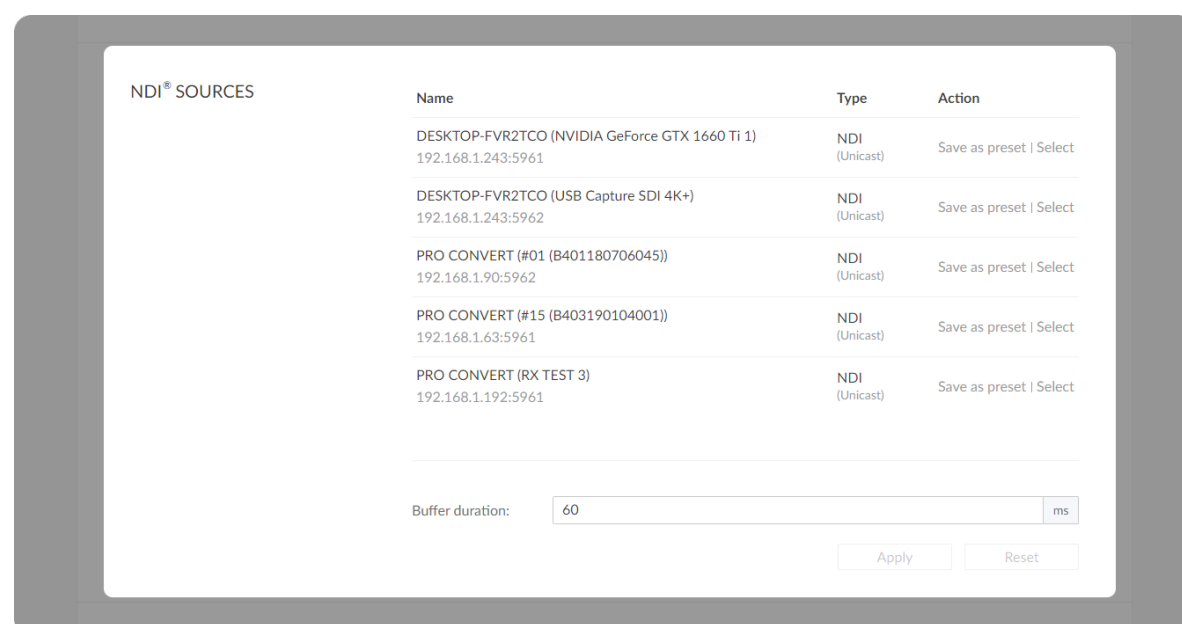 NDI® SOURCES
Name Type Action
DESKTOP-FVR2TCO (NVIDIA GeForce GTX 1660 Ti 1)
192.168.1.243:5961
NDI
(Unicast)
Save as preset | Select
DESKTOP-FVR2TCO (USB Capture SDI 4K+)
192.168.1.243:5962
NDI
(Unicast)
Save as preset | Select
PRO CONVERT (#01 (B401180706045))
192.168.1.90:5962
NDI
(Unicast)
Save as preset | Select
PRO CONVERT (#15 (B403190104001))
192.168.1.63:5961
NDI
(Unicast)
Save as preset | Select
PRO CONVERT (RX TEST 3)
192.168.1.192:5961
NDI
(Unicast)
Save as preset | Select
Buffer duration: 60 ms
Apply Reset